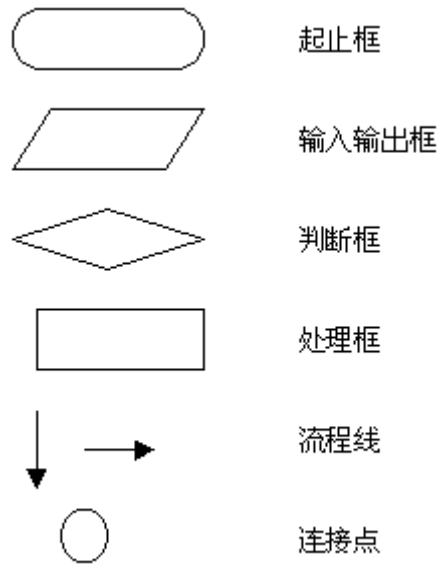 起止框
输入输出框
判断框
处理框
流程线
连接点